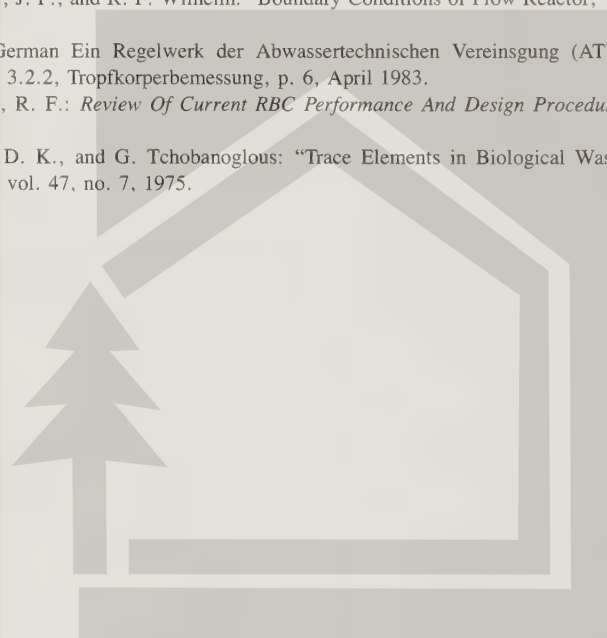 , J. F., and R. F. Wilhelm: "Boundary Conditions of Flow Reactor,"
German Ein Regelwerk der Abwassertechnischen Vereinsgung (AT
3.2.2, Tropfkorperbemessung, p. 6, April 1983.
, R. F.: Review Of Current RBC Performance And Design Procedu
D. K., and G. Tchobanoglous: "Trace Elements in Biological Was
vol. 47, no. 7, 1975.